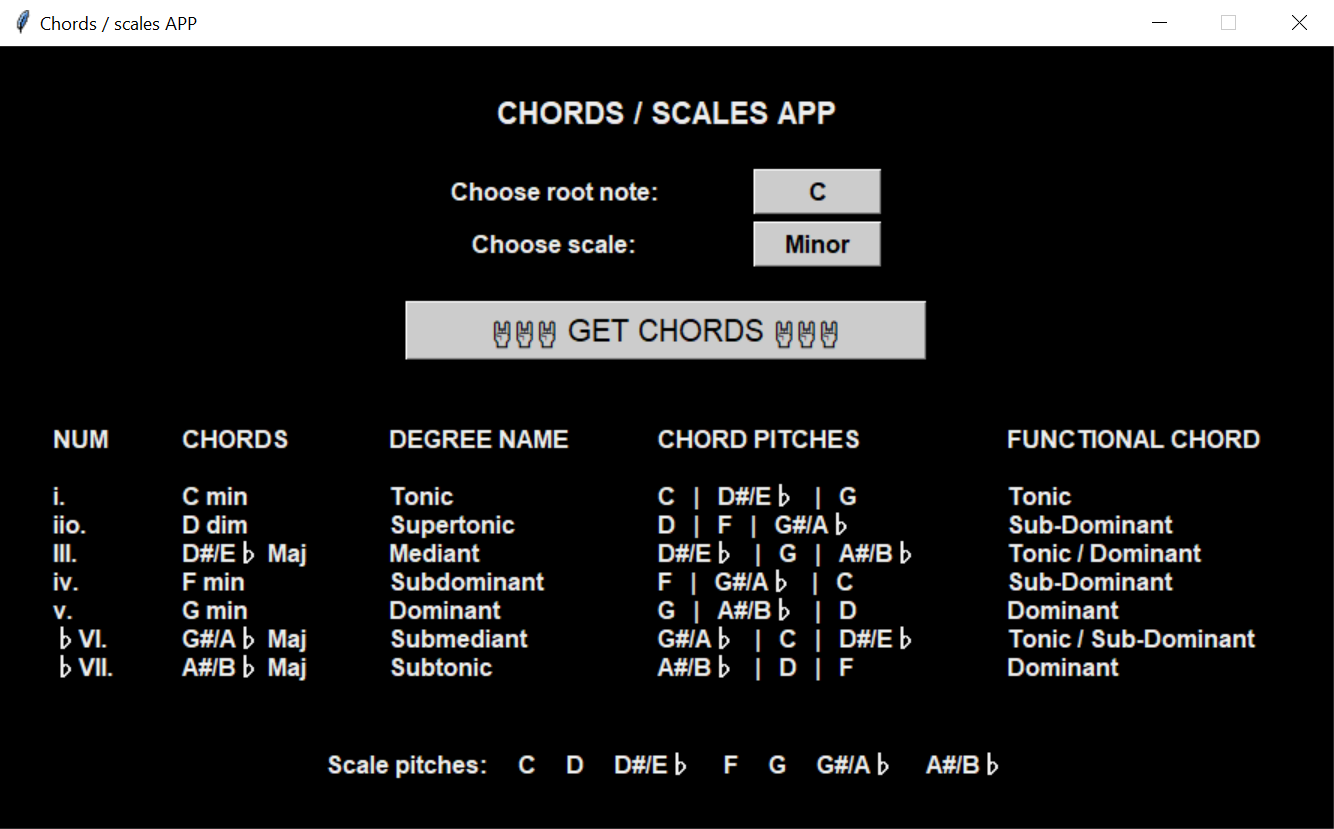 Chords / scales APP
CHORDS / SCALES APP
Choose root note: C
Choose scale: Minor
🤘🤘🤘 GET CHORDS 🤘🤘🤘
NUM CHORDS DEGREE NAME CHORD PITCHES FUNCTIONAL CHORD
i. C min Tonic C | D#/E♭ | G Tonic
iio. D dim Supertonic D | F | G#/A♭ Sub-Dominant
III. D#/E♭ Maj Mediant D#/E♭ | G | A#/B♭ Tonic / Dominant
iv. F min Subdominant F | G#/A♭ | C Sub-Dominant
v. G min Dominant G | A#/B♭ | D Dominant
♭VI. G#/A♭ Maj Submediant G#/A♭ | C | D#/E♭ Tonic / Sub-Dominant
♭VII. A#/B♭ Maj Subtonic A#/B♭ | D | F Dominant
Scale pitches: C D D#/E♭ F G G#/A♭ A#/B♭